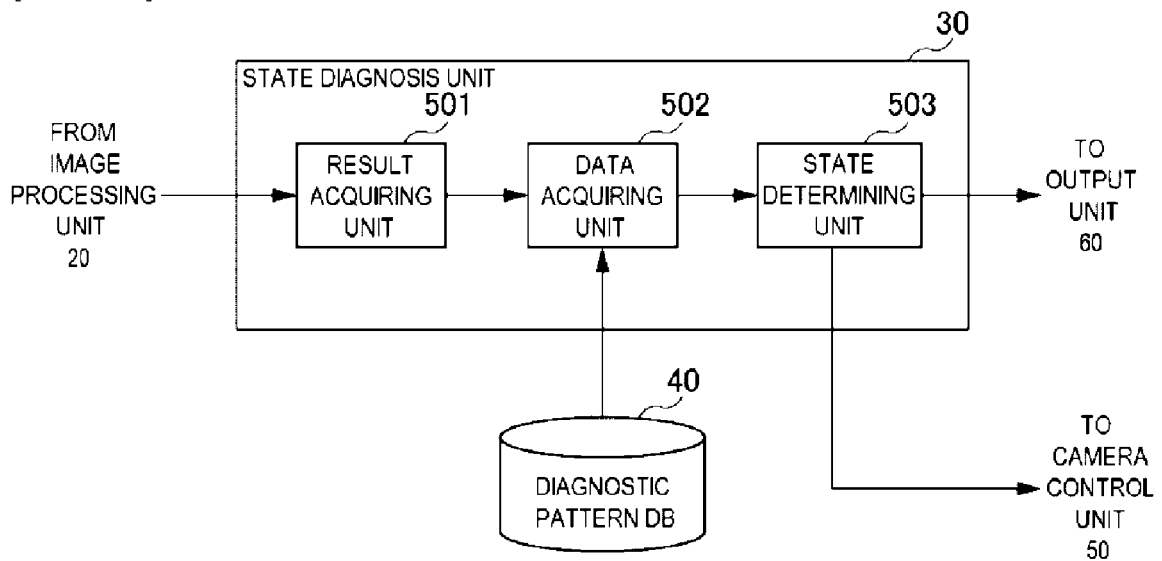 30
STATE DIAGNOSIS UNIT
501
502
503
FROM
IMAGE
PROCESSING
UNIT
20
RESULT
ACQUIRING
UNIT
DATA
ACQUIRING
UNIT
STATE
DETERMINING
UNIT
TO
OUTPUT
UNIT
60
40
DIAGNOSTIC
PATTERN DB
TO
CAMERA
CONTROL
UNIT
50